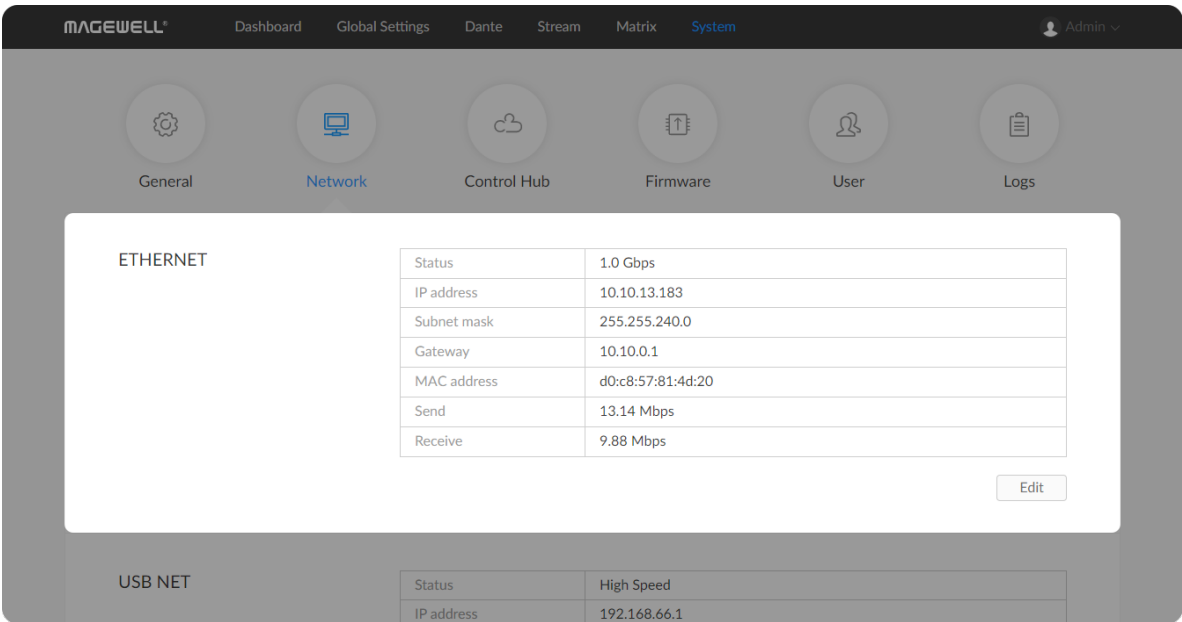 MAGEWELL® Dashboard Global Settings Dante Stream Matrix System Admin
General Network Control Hub Firmware User Logs
ETHERNET
Status 1.0 Gbps
IP address 10.10.13.183
Subnet mask 255.255.240.0
Gateway 10.10.0.1
MAC address d0:c8:57:81:4d:20
Send 13.14 Mbps
Receive 9.88 Mbps
Edit
USB NET
Status High Speed
IP address 192.168.66.1